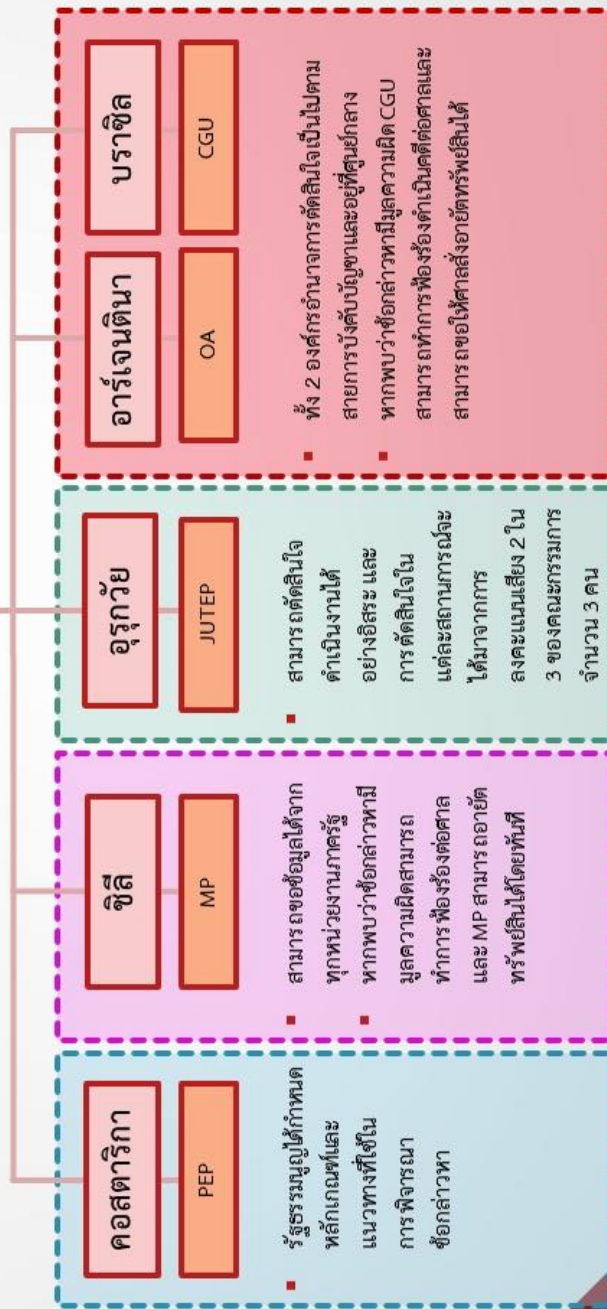 คอสตาริกา
PEP
รัฐธรรมนูญได้กำหนด
หลักเกณฑ์และ
แนวทางที่ใช้ใน
การพิจารณา
ข้อกล่าวหา
ชิลี
MP
สามารถขอข้อมูลได้จาก
ทุกหน่วยงานภาครัฐ
หากพบว่าข้อกล่าวหามี
มูลความผิดสามารถ
ทำการฟ้องร้องต่อศาล
และ MP สามารถอายัด
ทรัพย์สินได้โดยทันที
อุรุกวัย
JUTEP
สามารถตัดสินใจ
ดำเนินงานได้
อย่างอิสระ และ
การตัดสินใจใน
แต่ละสถานการณ์จะ
ได้มาจากการ
ลงคะแนนเสียง 2 ใน
3 ของคณะกรรมการ
จำนวน 3 คน
อาร์เจนตินา
OA
บราซิล
CGU
ทั้ง 2 องค์กรอำนาจการตัดสินใจเป็นไปตาม
สายการบังคับบัญชาและอยู่ที่ศูนย์กลาง
หากพบว่าข้อกล่าวหามีมูลความผิด CGU
สามารถทำการฟ้องร้องดำเนินคดีต่อศาลและ
สามารถขอให้ศาลสั่งอายัดทรัพย์สินได้